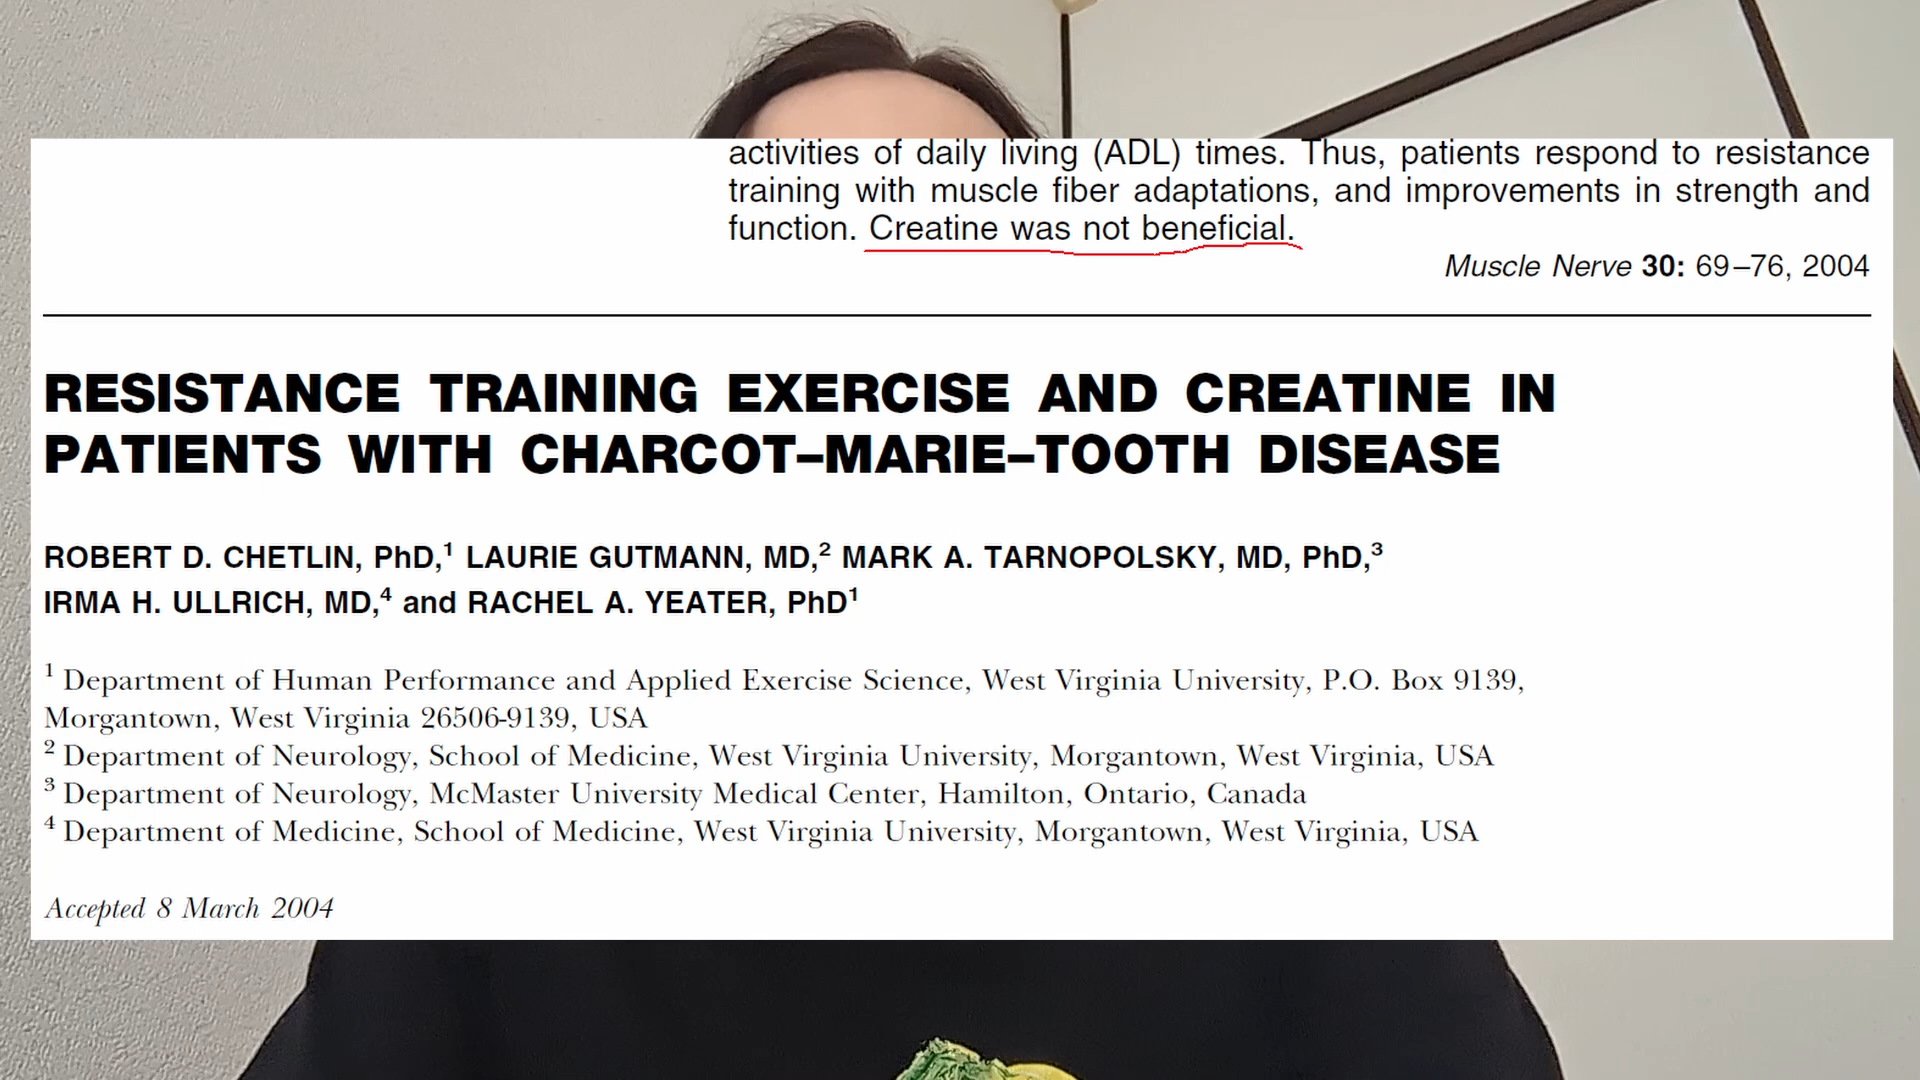 activities of daily living (ADL) times. Thus, patients respond to resistance
training with muscle fiber adaptations, and improvements in strength and
function. Creatine was not beneficial.
Muscle Nerve 30: 69–76, 2004
RESISTANCE TRAINING EXERCISE AND CREATINE IN
PATIENTS WITH CHARCOT–MARIE–TOOTH DISEASE
ROBERT D. CHETLIN, PhD,¹ LAURIE GUTMANN, MD,² MARK A. TARNOPOLSKY, MD, PhD,³
IRMA H. ULLRICH, MD,⁴ and RACHEL A. YEATER, PhD¹
¹ Department of Human Performance and Applied Exercise Science, West Virginia University, P.O. Box 9139,
Morgantown, West Virginia 26506-9139, USA
² Department of Neurology, School of Medicine, West Virginia University, Morgantown, West Virginia, USA
³ Department of Neurology, McMaster University Medical Center, Hamilton, Ontario, Canada
⁴ Department of Medicine, School of Medicine, West Virginia University, Morgantown, West Virginia, USA
Accepted 8 March 2004